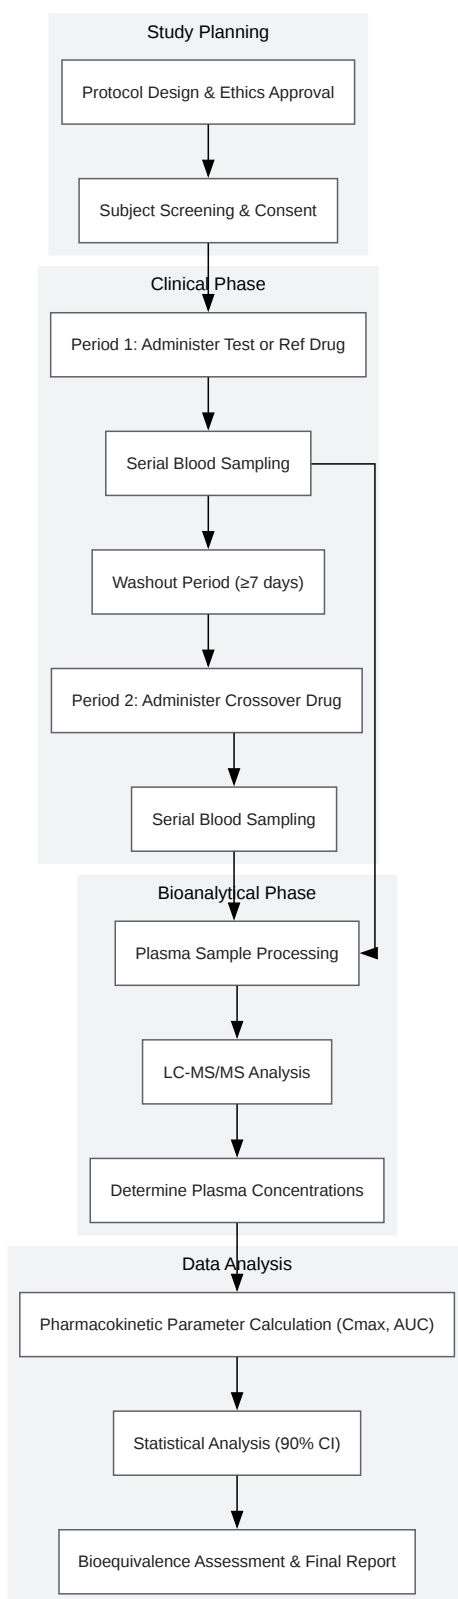 Study Planning
Protocol Design & Ethics Approval
Subject Screening & Consent
Clinical Phase
Period 1: Administer Test or Ref Drug
Serial Blood Sampling
Washout Period (≥7 days)
Period 2: Administer Crossover Drug
Serial Blood Sampling
Bioanalytical Phase
Plasma Sample Processing
LC-MS/MS Analysis
Determine Plasma Concentrations
Data Analysis
Pharmacokinetic Parameter Calculation (Cmax, AUC)
Statistical Analysis (90% CI)
Bioequivalence Assessment & Final Report